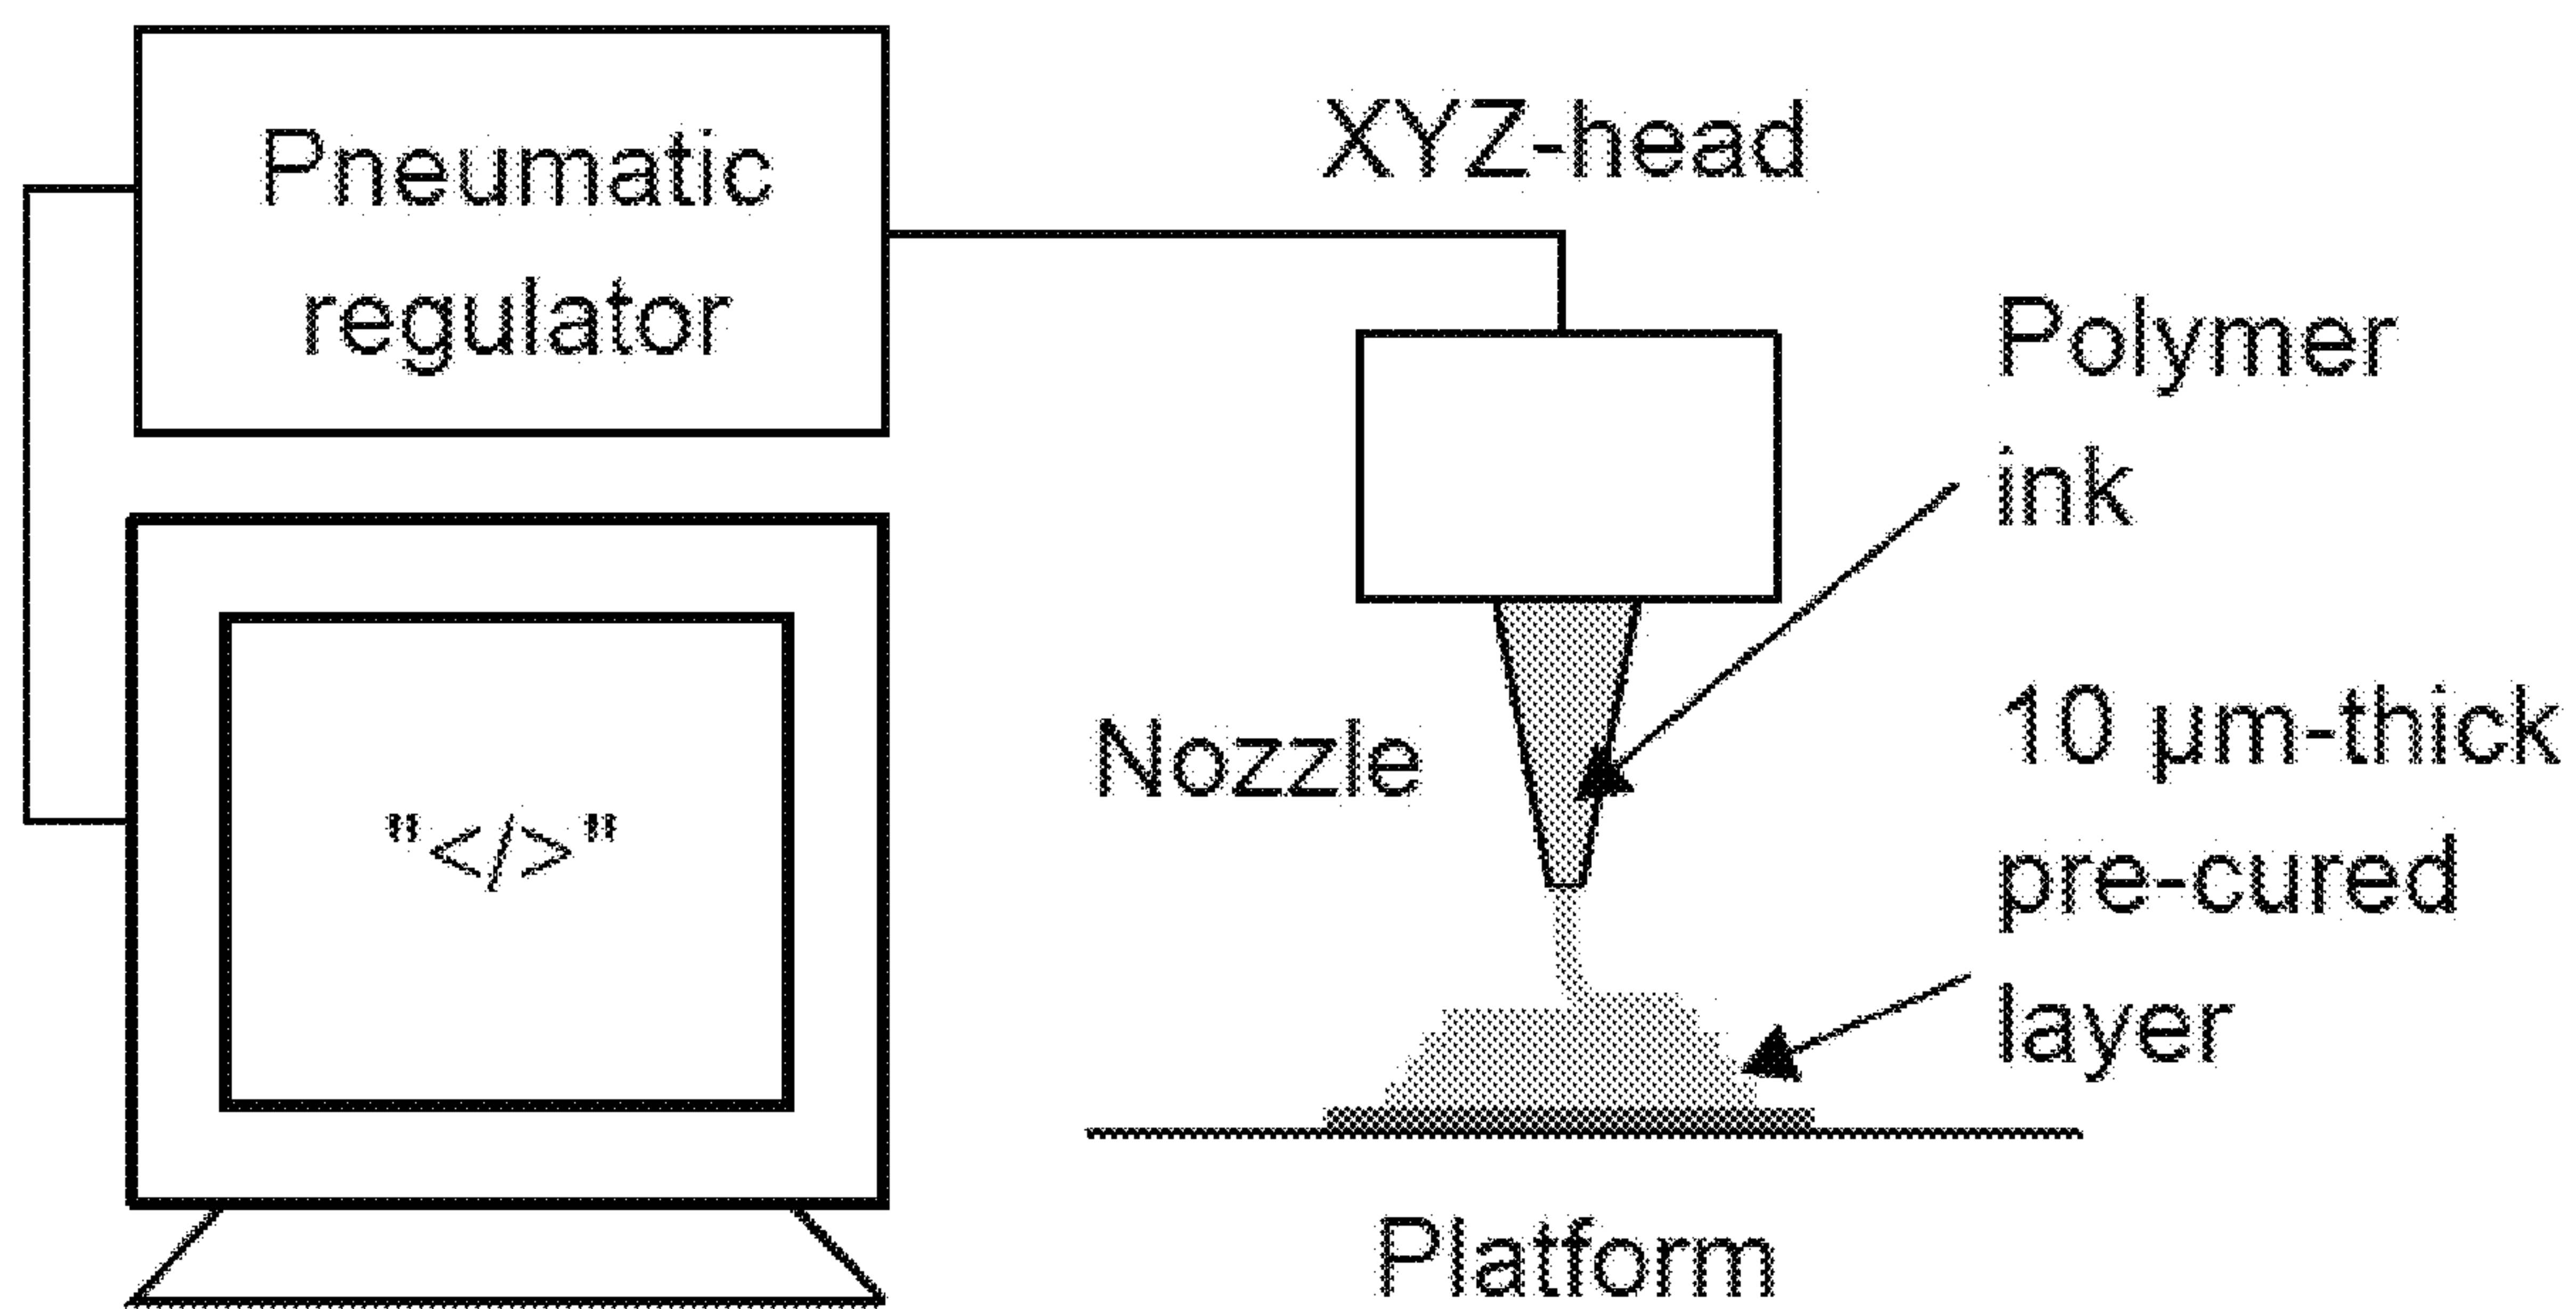 Pneumatic
regulator
XYZ-head
Polymer
ink
Nozzle
10 µm-thick
pre-cured
layer
"</>"
Platform